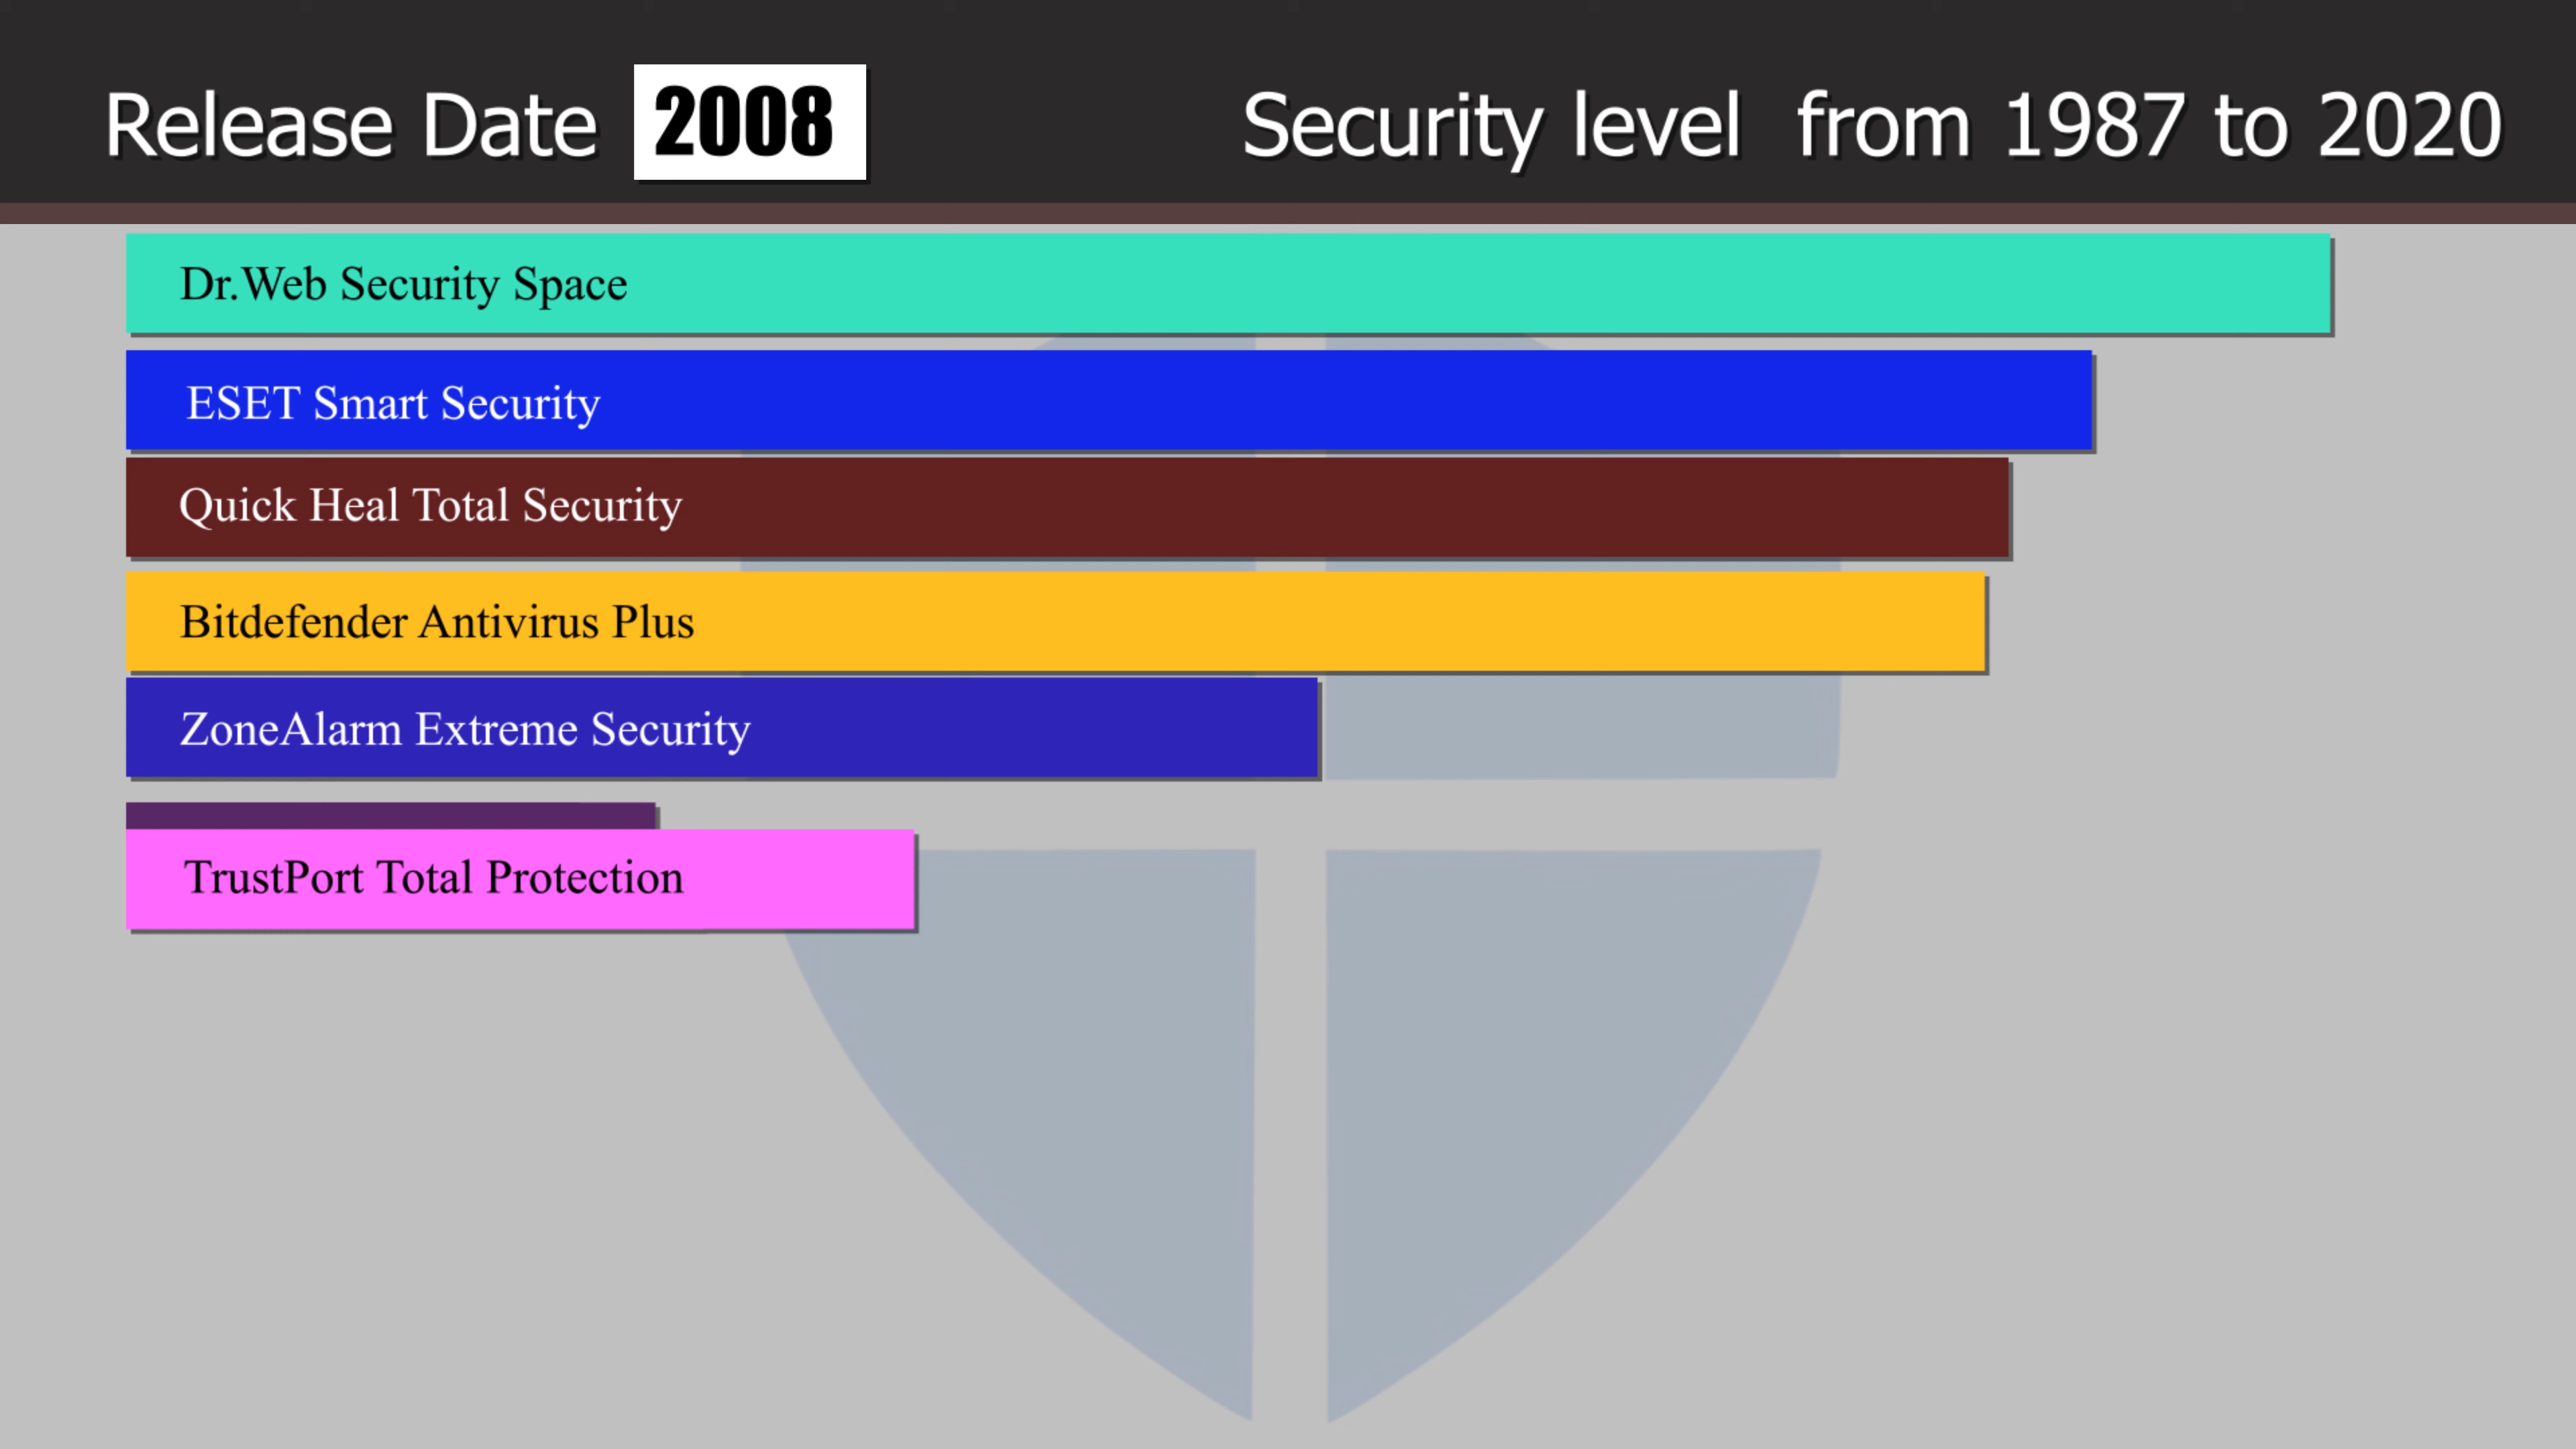 Release Date 2008
Security level from 1987 to 2020
Dr.Web Security Space
ESET Smart Security
Quick Heal Total Security
Bitdefender Antivirus Plus
ZoneAlarm Extreme Security
TrustPort Total Protection